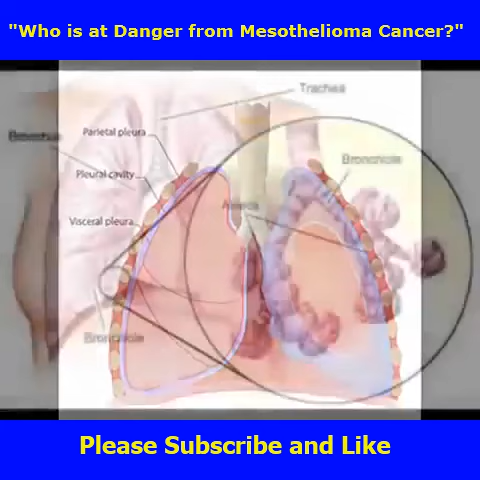 "Who is at Danger from Mesothelioma Cancer?"
Trachea
Bronchus
Parietal pleura
Bronchiole
Pleural cavity
Visceral pleura
Bronchiole
Please Subscribe and Like